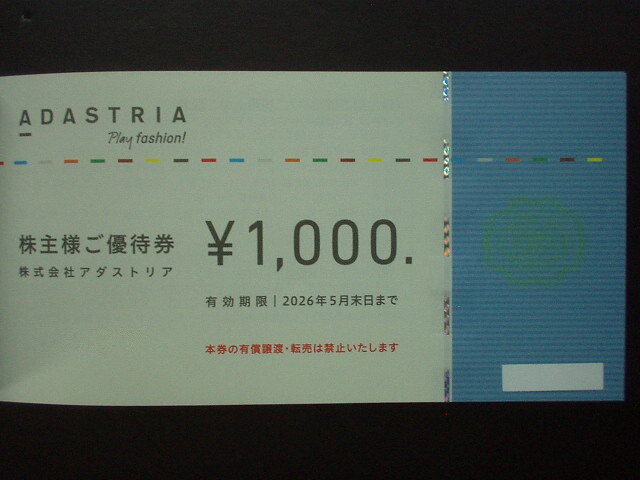 ADASTRIA
Play fashion!
株主様ご優待券
株式会社アダストリア
¥1,000.
有効期限|2026年5月末日まで
本券の有償譲渡・転売は禁止いたします